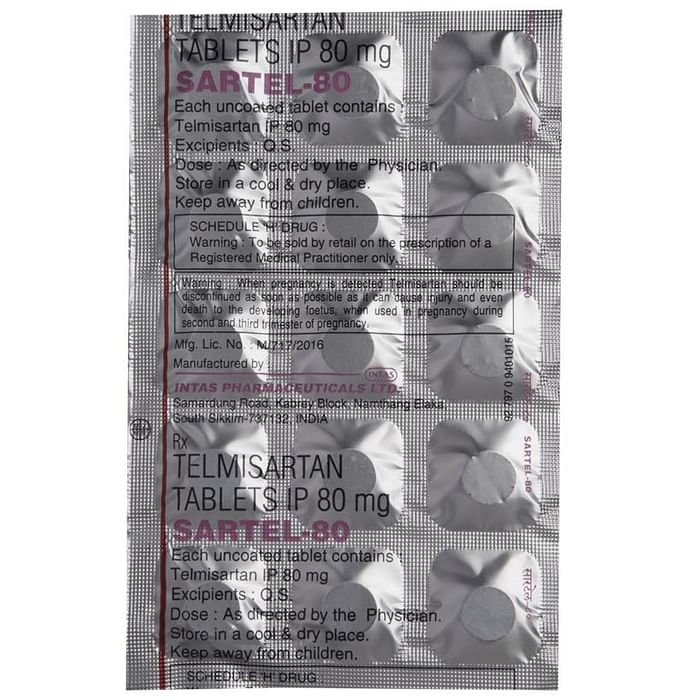 TELMISARTAN
TABLETS IP 80 mg
SARTEL-80
Each uncoated tablet contains :
Telmisartan IP 80 mg
Excipients : Q.S.
Dose : As directed by the Physician.
Store in a cool & dry place.
Keep away from children.
SCHEDULE 'H' DRUG :
Warning : To be sold by retail on the prescription of a
Registered Medical Practitioner only.
Warning : When pregnancy is detected Telmisartan should be
discontinued as soon as possible as it can cause injury and even
death to the developing foetus, when used in pregnancy during
second and third trimester of pregnancy.
Mfg. Lic. No. : M/717/2016
Manufactured by :
INTAS
INTAS PHARMACEUTICALS LTD.
Samardung Road, Kabrey Block, Namthang Elaka,
South Sikkim-737132, INDIA
Rx
TELMISARTAN
TABLETS IP 80 mg
SARTEL-80
Each uncoated tablet contains :
Telmisartan IP 80 mg
Excipients : Q.S.
Dose : As directed by the Physician.
Store in a cool & dry place.
Keep away from children.
SCHEDULE 'H' DRUG :
SARTEL-80
92 797 0 9401015
SARTEL-80
सारटेल-८०